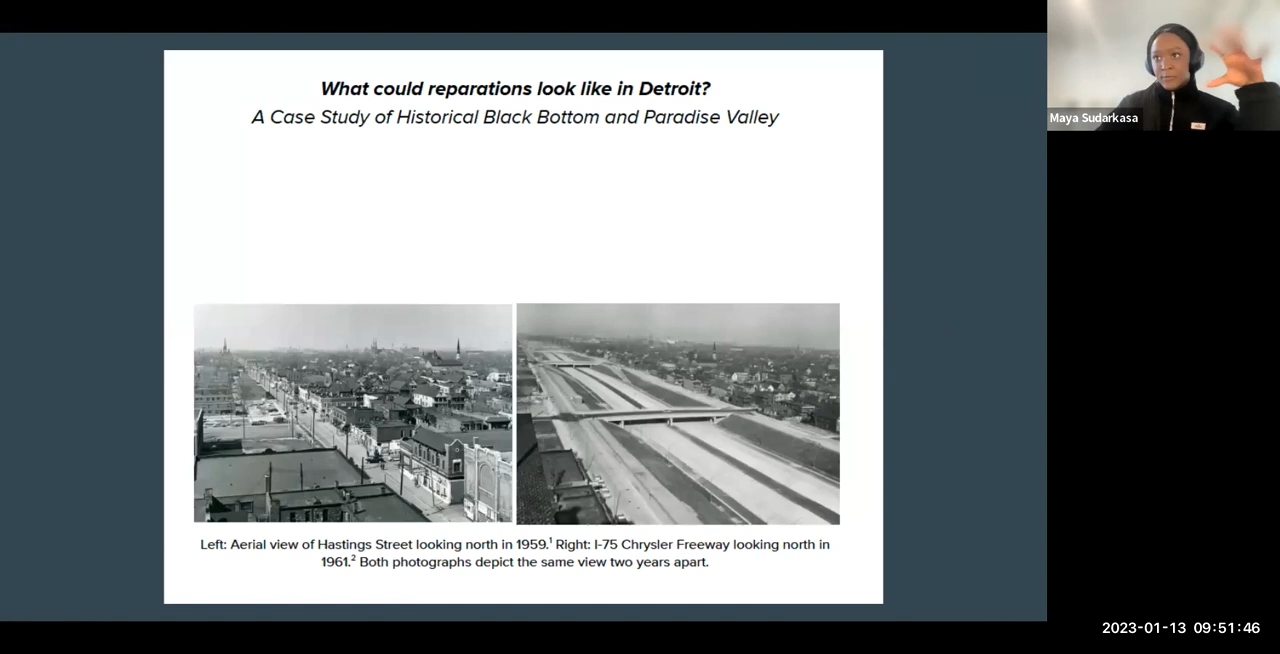 What could reparations look like in Detroit?
A Case Study of Historical Black Bottom and Paradise Valley
Left: Aerial view of Hastings Street looking north in 1959.¹ Right: I-75 Chrysler Freeway looking north in
1961.² Both photographs depict the same view two years apart.
Maya Sudarkasa
2023-01-13 09:51:46